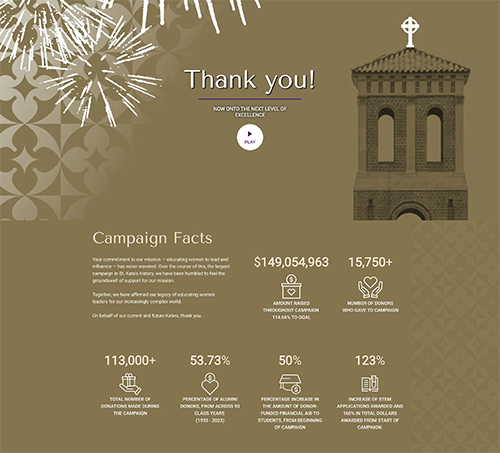 Thank you!
NOW ONTO THE NEXT LEVEL OF
EXCELLENCE
PLAY
Campaign Facts
Your commitment to our mission — educating women to lead and
influence — has never wavered. Over the course of this, the largest
campaign in St. Kate's history, we have been humbled to feel the
groundswell of support for our mission.
Together, we have affirmed our legacy of educating women
leaders for our increasingly complex world.
On behalf of our current and future Katies, thank you.
$149,054,963
AMOUNT RAISED
THROUGHOUT CAMPAIGN
114.66% TO GOAL
15,750+
NUMBER OF DONORS
WHO GAVE TO CAMPAIGN
113,000+
TOTAL NUMBER OF
DONATIONS MADE DURING
THE CAMPAIGN
53.73%
PERCENTAGE OF ALUMNI
DONORS, FROM ACROSS 90
CLASS YEARS
(1933 - 2023)
50%
PERCENTAGE INCREASE IN
THE AMOUNT OF DONOR-
FUNDED FINANCIAL AID TO
STUDENTS, FROM BEGINNING
OF CAMPAIGN
123%
INCREASE OF STEM
APPLICATIONS AWARDED AND
160% IN TOTAL DOLLARS
AWARDED FROM START OF
CAMPAIGN.